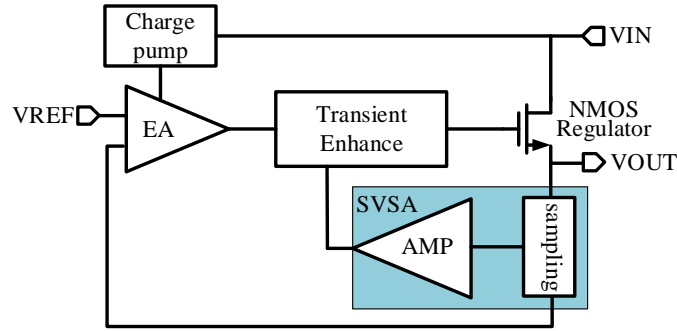 Charge
pump
VIN
VREF
EA
Transient
Enhance
NMOS
Regulator
VOUT
SVSA
AMP
sampling